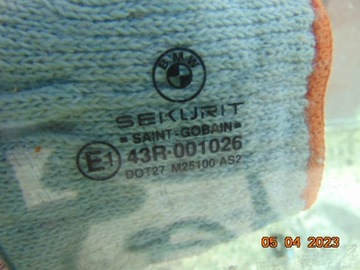 BMW
SEKURIT
SAINT-GOBAIN
E1 43R-001026
DOT27 M25100 AS2
05 04 2023